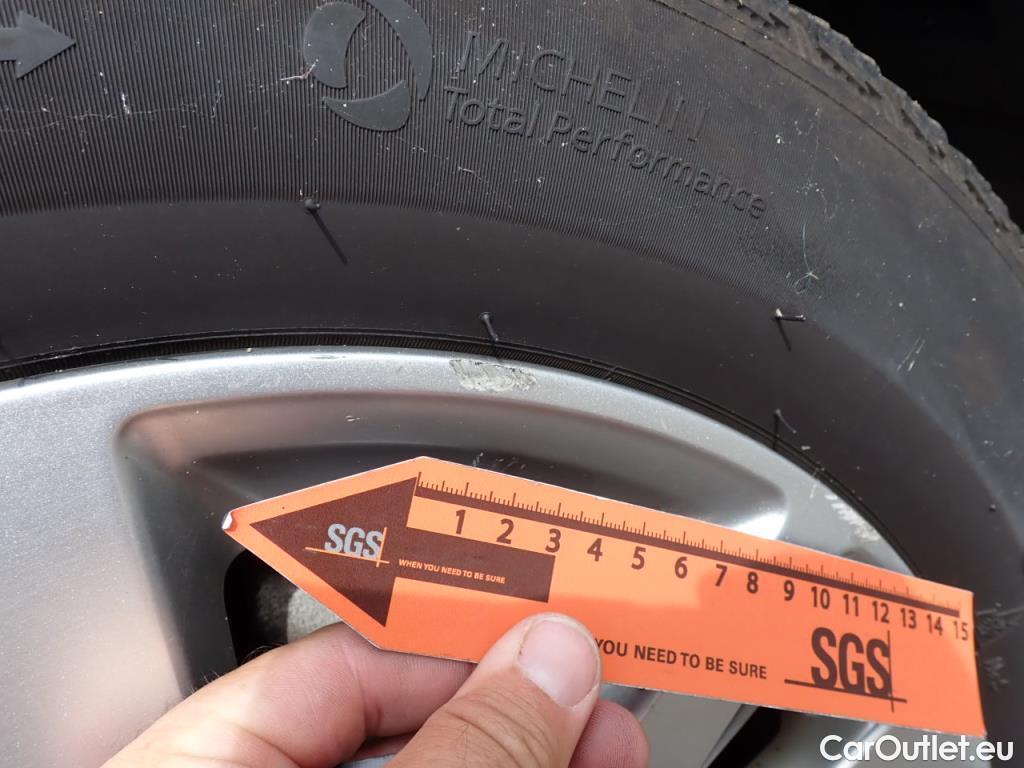 MICHELIN
Total Performance
SGS
WHEN YOU NEED TO BE SURE
1 2 3 4 5 6 7 8 9 10 11 12 13 14 15
YOU NEED TO BE SURE
SGS
CarOutlet.eu